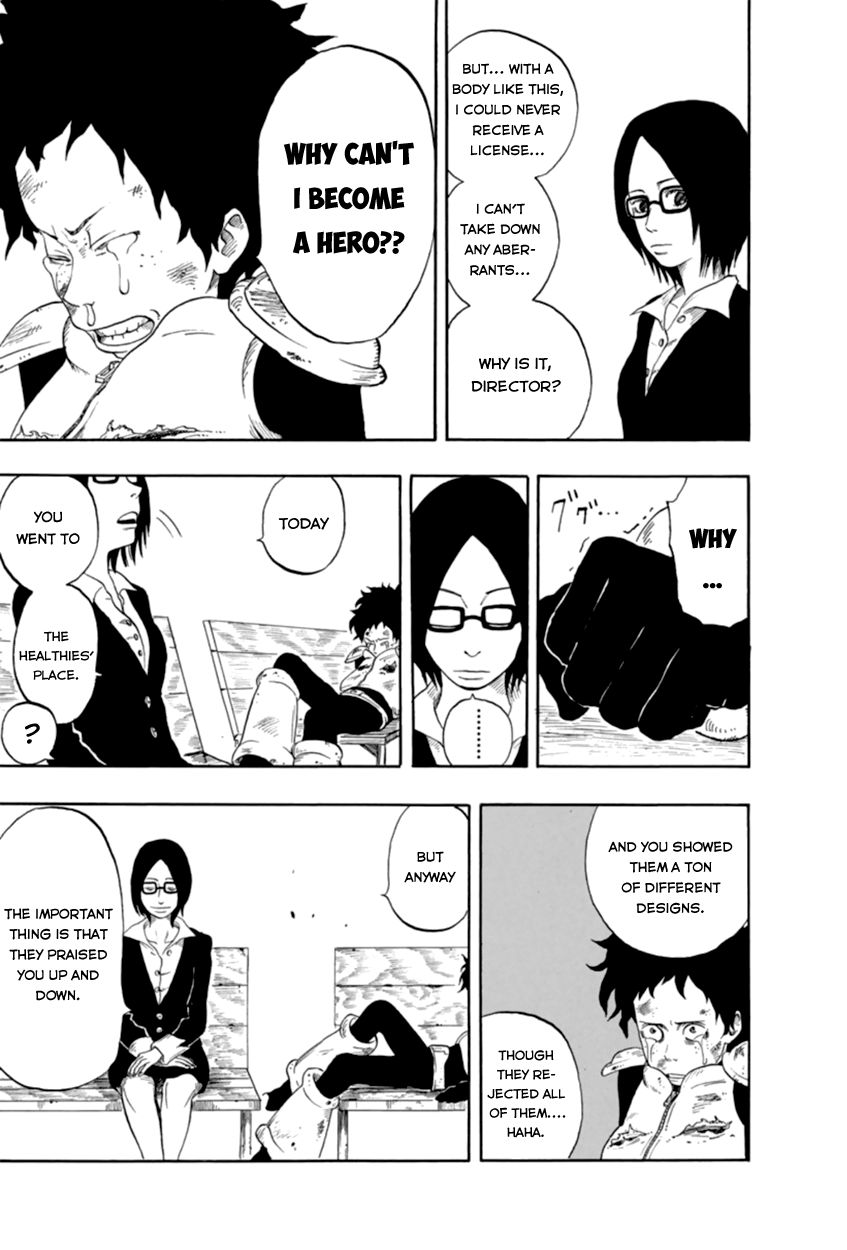 BUT... WITH A
BODY LIKE THIS,
I COULD NEVER
RECEIVE A
LICENSE...
I CAN'T
TAKE DOWN
ANY ABER-
RANTS...
WHY IS IT,
DIRECTOR?
WHY CAN'T
I BECOME
A HERO??
WHY
...
ググ...
.........
TODAY
YOU
WENT TO
THE
HEALTHIES'
PLACE.
?
AND YOU SHOWED
THEM A TON
OF DIFFERENT
DESIGNS.
THOUGH
THEY RE-
JECTED ALL
OF THEM....
HAHA.
BUT
ANYWAY
THE IMPORTANT
THING IS THAT
THEY PRAISED
YOU UP AND
DOWN.